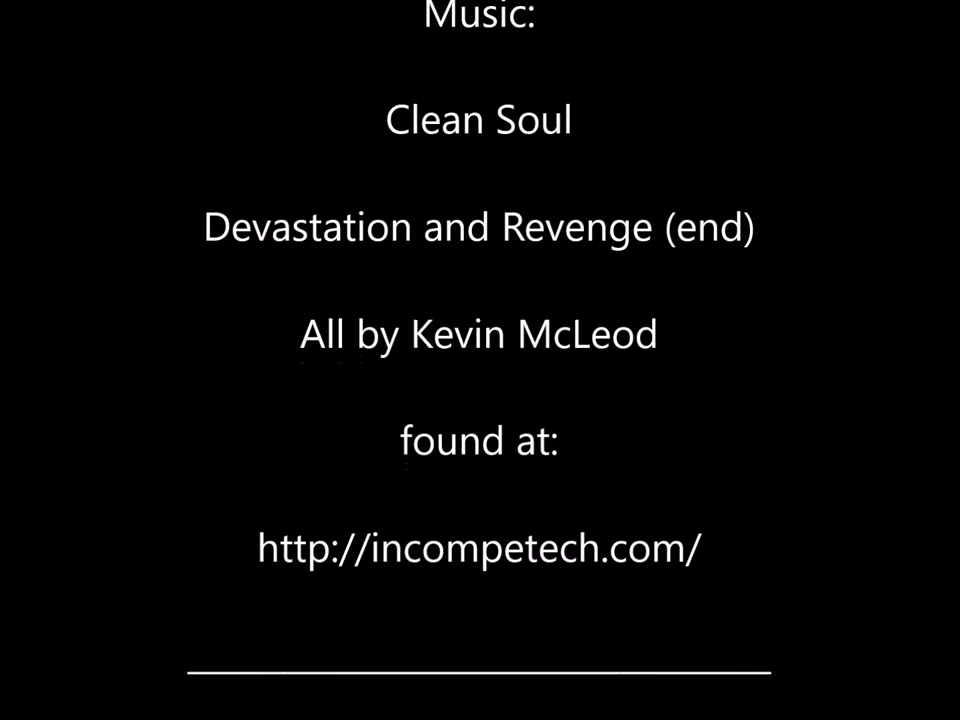 Music:
Clean Soul
Devastation and Revenge (end)
All by Kevin McLeod
found at:
http://incompetech.com/